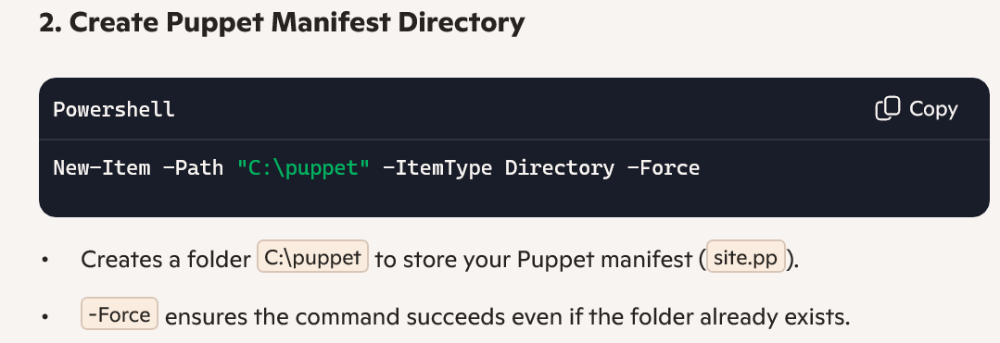 2. Create Puppet Manifest Directory
Powershell
Copy
New-Item -Path "C:\puppet" -ItemType Directory -Force
• Creates a folder C:\puppet to store your Puppet manifest (site.pp).
• -Force ensures the command succeeds even if the folder already exists.